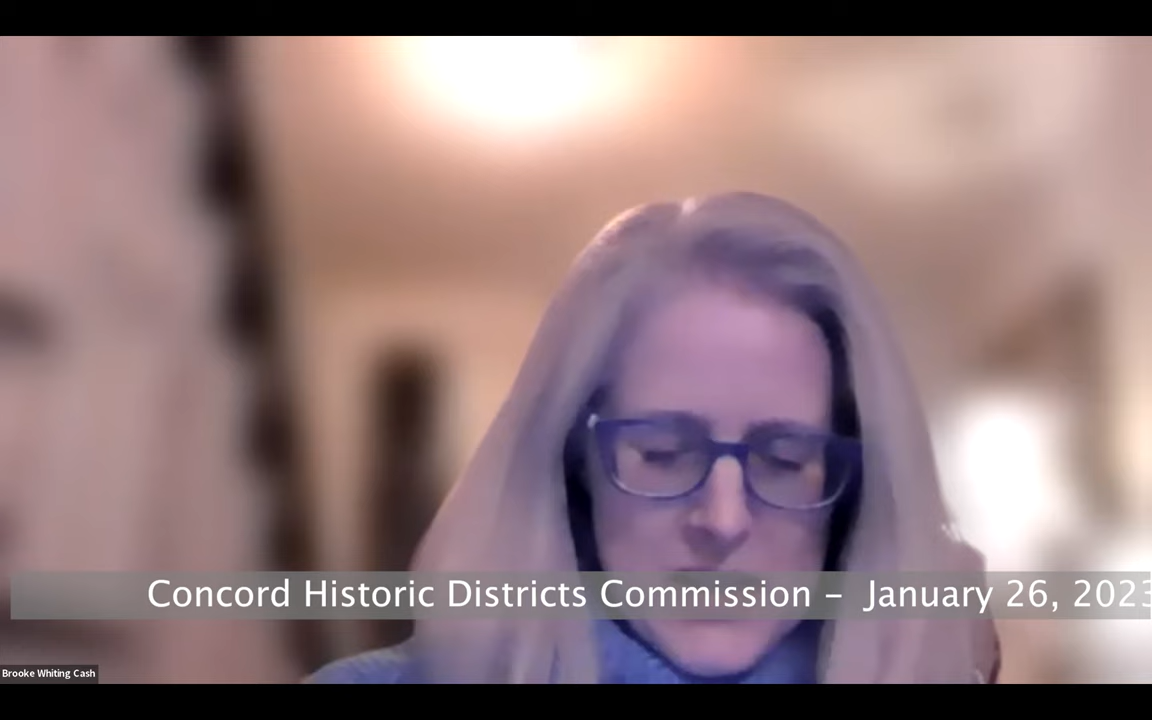 Concord Historic Districts Commission – January 26, 2023
Brooke Whiting Cash